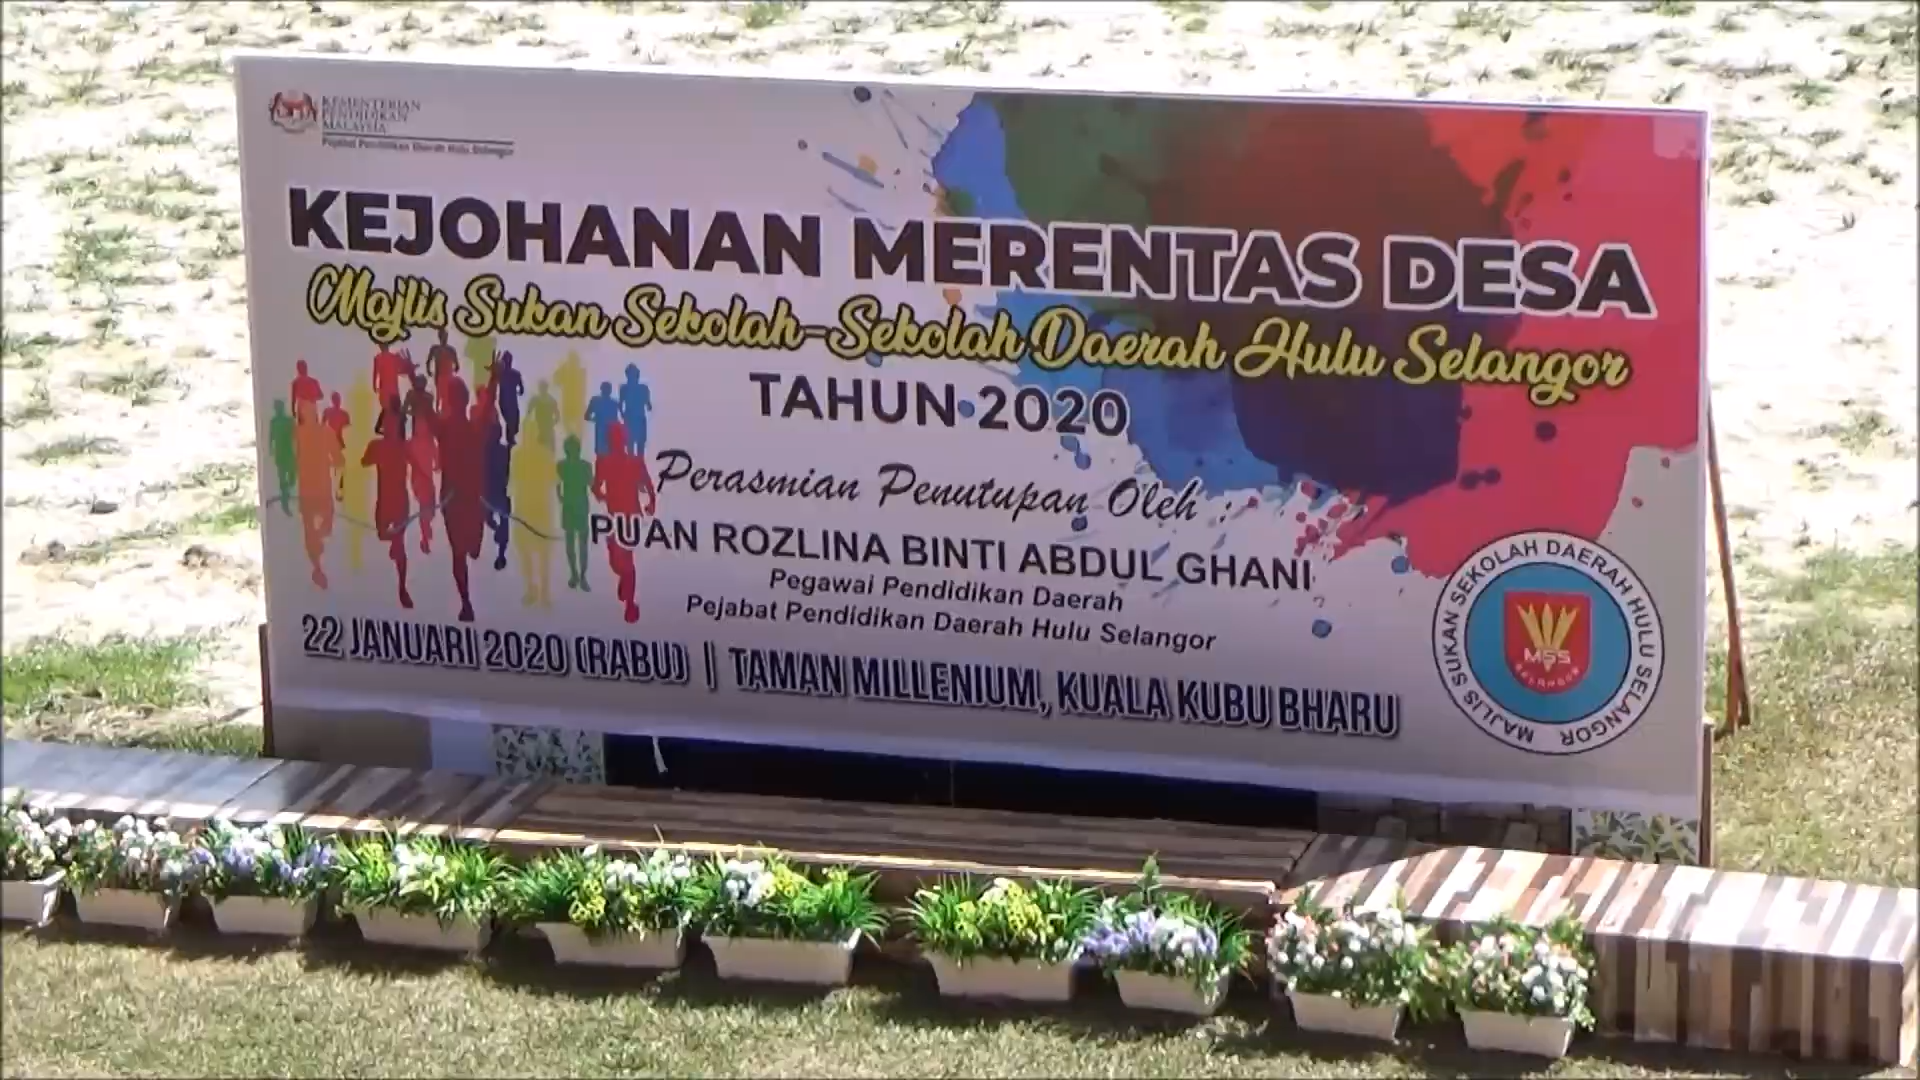 KEMENTERIAN
PENDIDIKAN
MALAYSIA
Pejabat Pendidikan Daerah Hulu Selangor
KEJOHANAN MERENTAS DESA
Majlis Sukan Sekolah-Sekolah Daerah Hulu Selangor
TAHUN 2020
Perasmian Penutupan Oleh :
PUAN ROZLINA BINTI ABDUL GHANI
Pegawai Pendidikan Daerah
Pejabat Pendidikan Daerah Hulu Selangor
22 JANUARI 2020 (RABU) | TAMAN MILLENIUM, KUALA KUBU BHARU
MAJLIS SUKAN SEKOLAH DAERAH HULU SELANGOR
MSS
SELANGOR